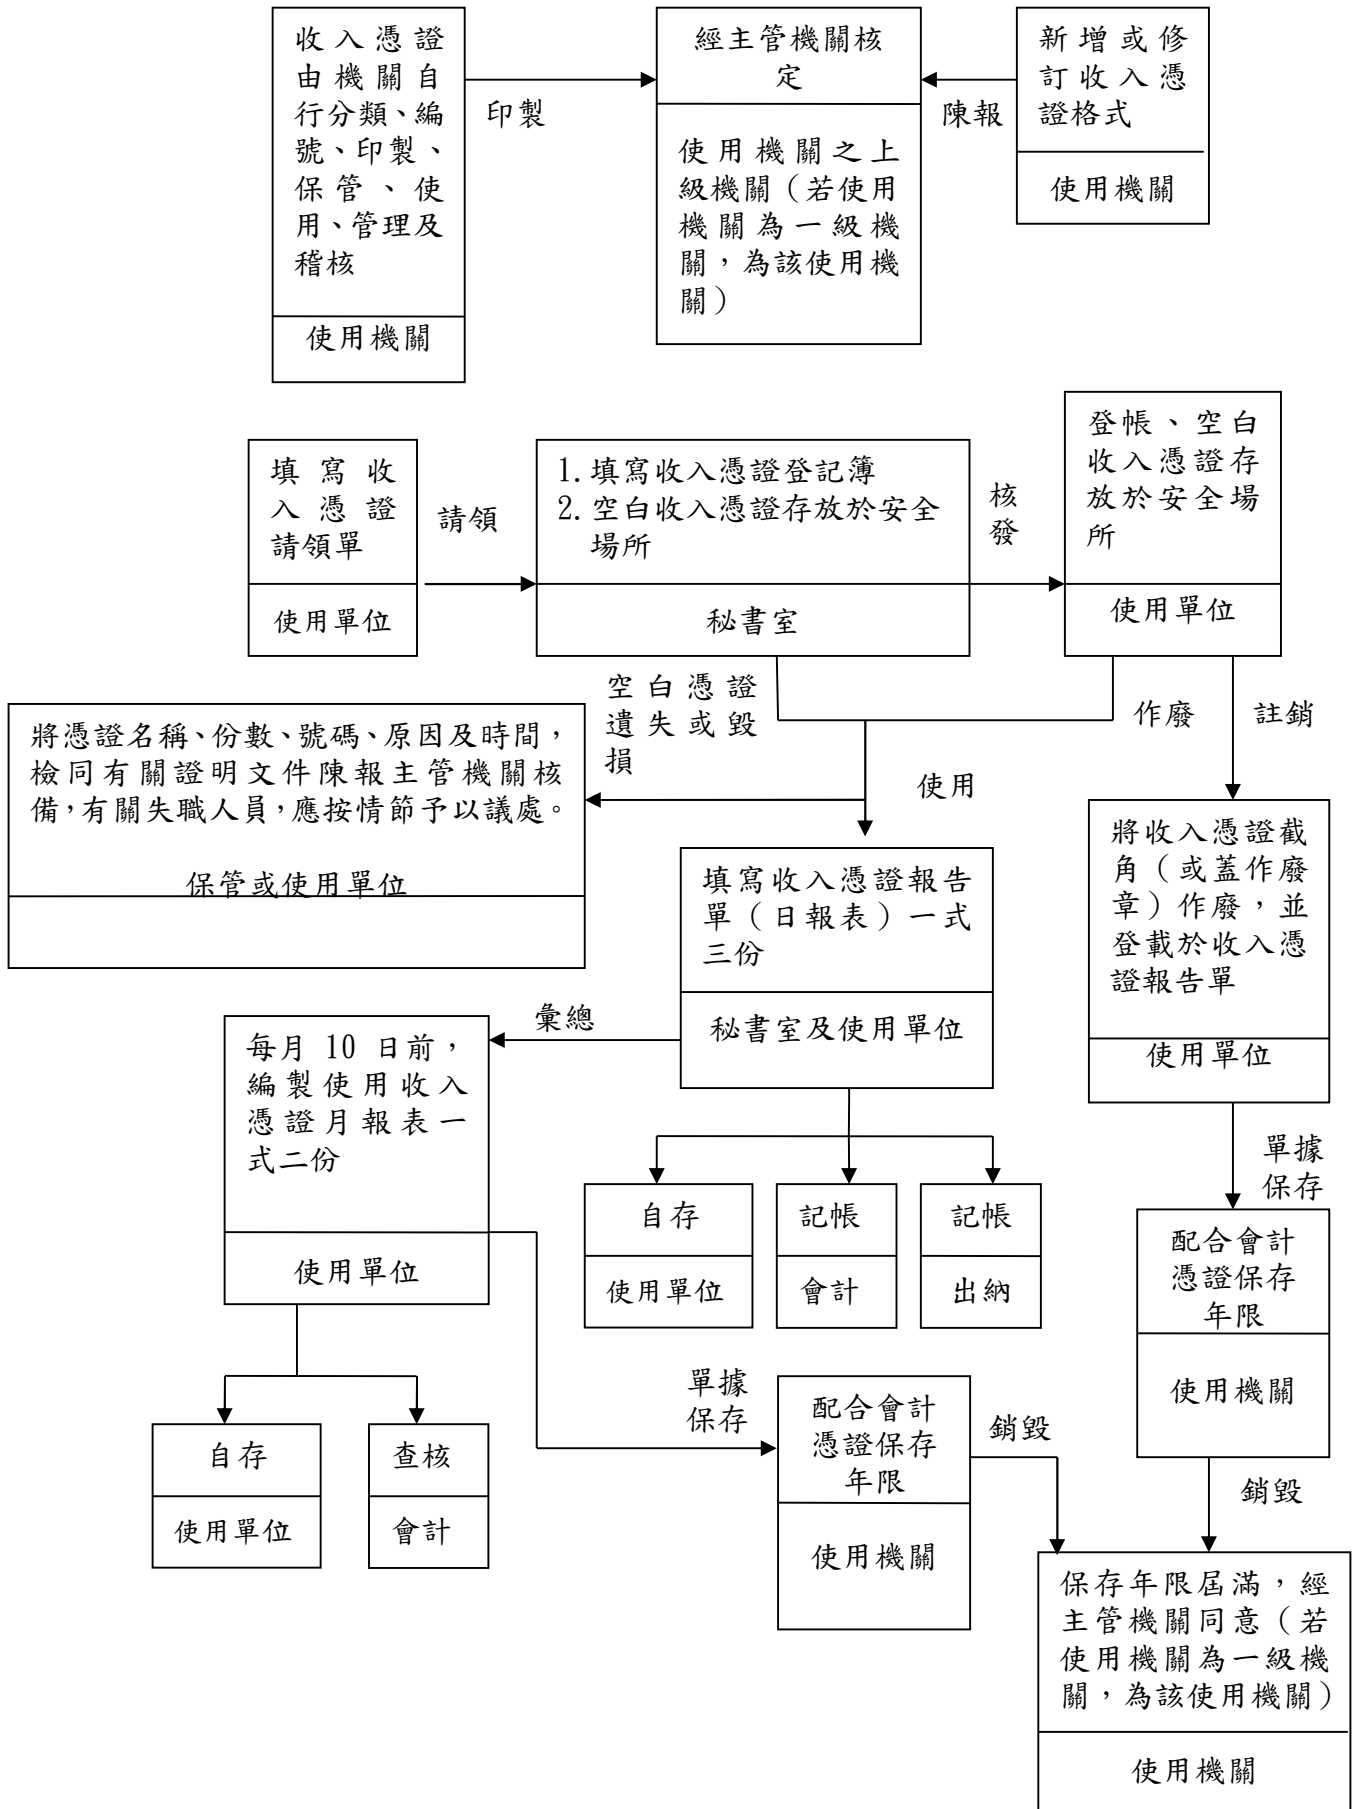 收入憑證
由機關自
行分類、編
號、印製、
保管、使
用、管理及
稽核
使用機關
印製
經主管機關核
定
使用機關之上
級機關（若使用
機關為一級機
關，為該使用機
關）
陳報
新增或修
訂收入憑
證格式
使用機關
填寫收
入憑證
請領單
使用單位
請領
1.填寫收入憑證登記簿
2.空白收入憑證存放於安全
場所
秘書室
核
發
登帳、空白
收入憑證存
放於安全場
所
使用單位
空白憑證
遺失或毀
損
作廢
註銷
使用
將憑證名稱、份數、號碼、原因及時間，
檢同有關證明文件陳報主管機關核
備，有關失職人員，應按情節予以議處。
保管或使用單位
填寫收入憑證報告
單（日報表）一式
三份
秘書室及使用單位
將收入憑證截
角（或蓋作廢
章）作廢，並
登載於收入憑
證報告單
使用單位
彙總
每月 10 日前，
編製使用收入
憑證月報表一
式二份
使用單位
自存
使用單位
記帳
會計
記帳
出納
單據
保存
配合會計
憑證保存
年限
使用機關
自存
使用單位
查核
會計
單據
保存
配合會計
憑證保存
年限
使用機關
銷毀
銷毀
保存年限屆滿，經
主管機關同意（若
使用機關為一級機
關，為該使用機關）
使用機關